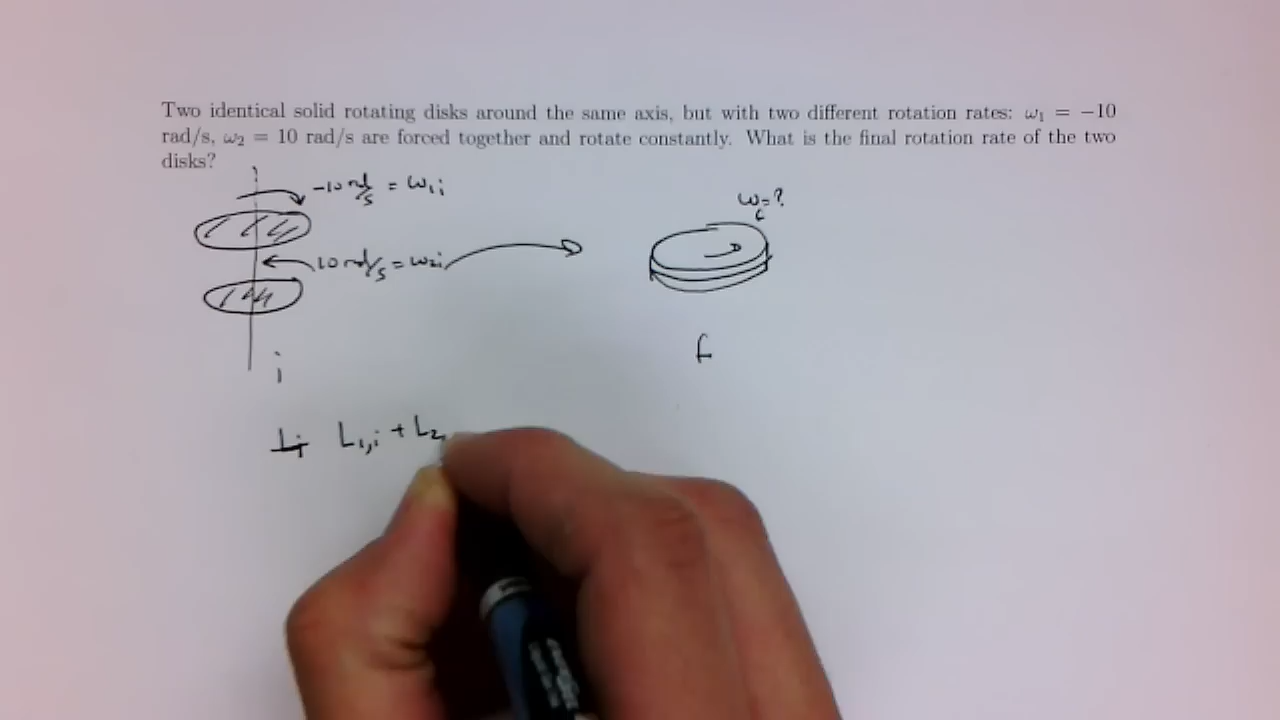 Two identical solid rotating disks around the same axis, but with two different rotation rates: ω₁ = −10
rad/s, ω₂ = 10 rad/s are forced together and rotate constantly. What is the final rotation rate of the two
disks?
-10 rad/s = ω₁ᵢ
ω_f = ?
10 rad/s = ω₂ᵢ
i
f
L₁,ᵢ + L₂,